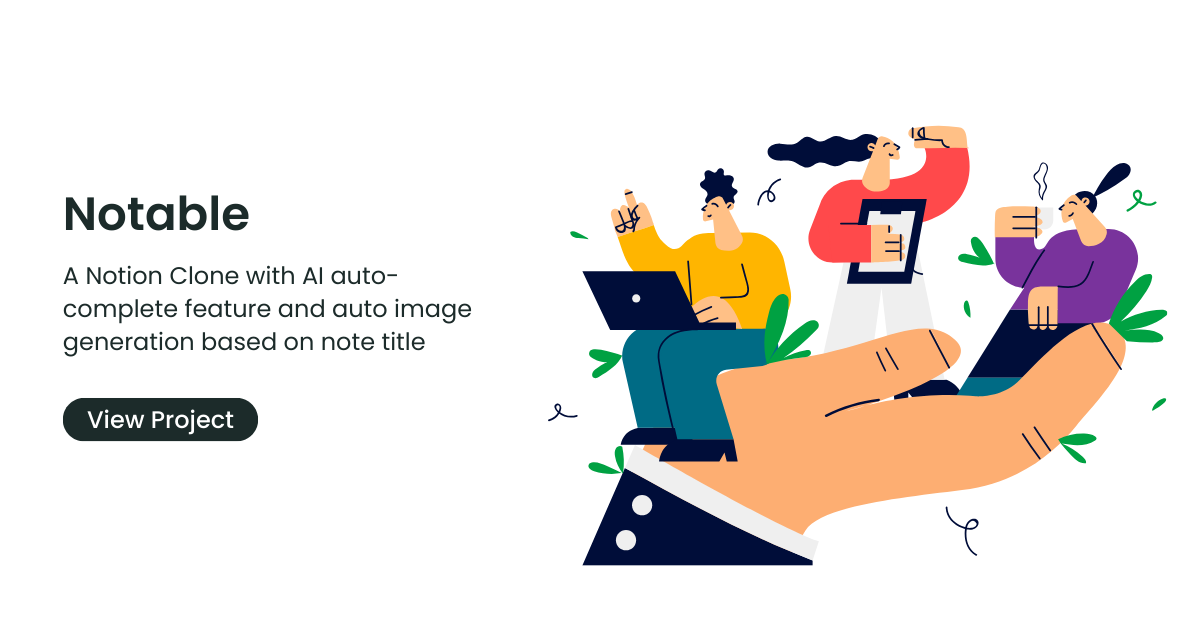 Notable
A Notion Clone with AI auto-
complete feature and auto image
generation based on note title
View Project